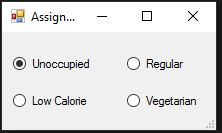 Assign...
Unoccupied Regular
Low Calorie Vegetarian